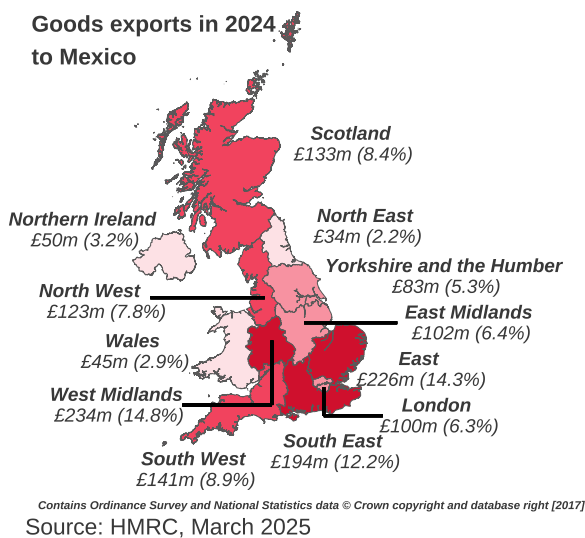 Goods exports in 2024
to Mexico
Scotland
£133m (8.4%)
Northern Ireland
£50m (3.2%)
North East
£34m (2.2%)
Yorkshire and the Humber
£83m (5.3%)
North West
£123m (7.8%)
East Midlands
£102m (6.4%)
Wales
£45m (2.9%)
East
£226m (14.3%)
West Midlands
£234m (14.8%)
London
£100m (6.3%)
South East
£194m (12.2%)
South West
£141m (8.9%)
Contains Ordinance Survey and National Statistics data © Crown copyright and database right [2017]
Source: HMRC, March 2025